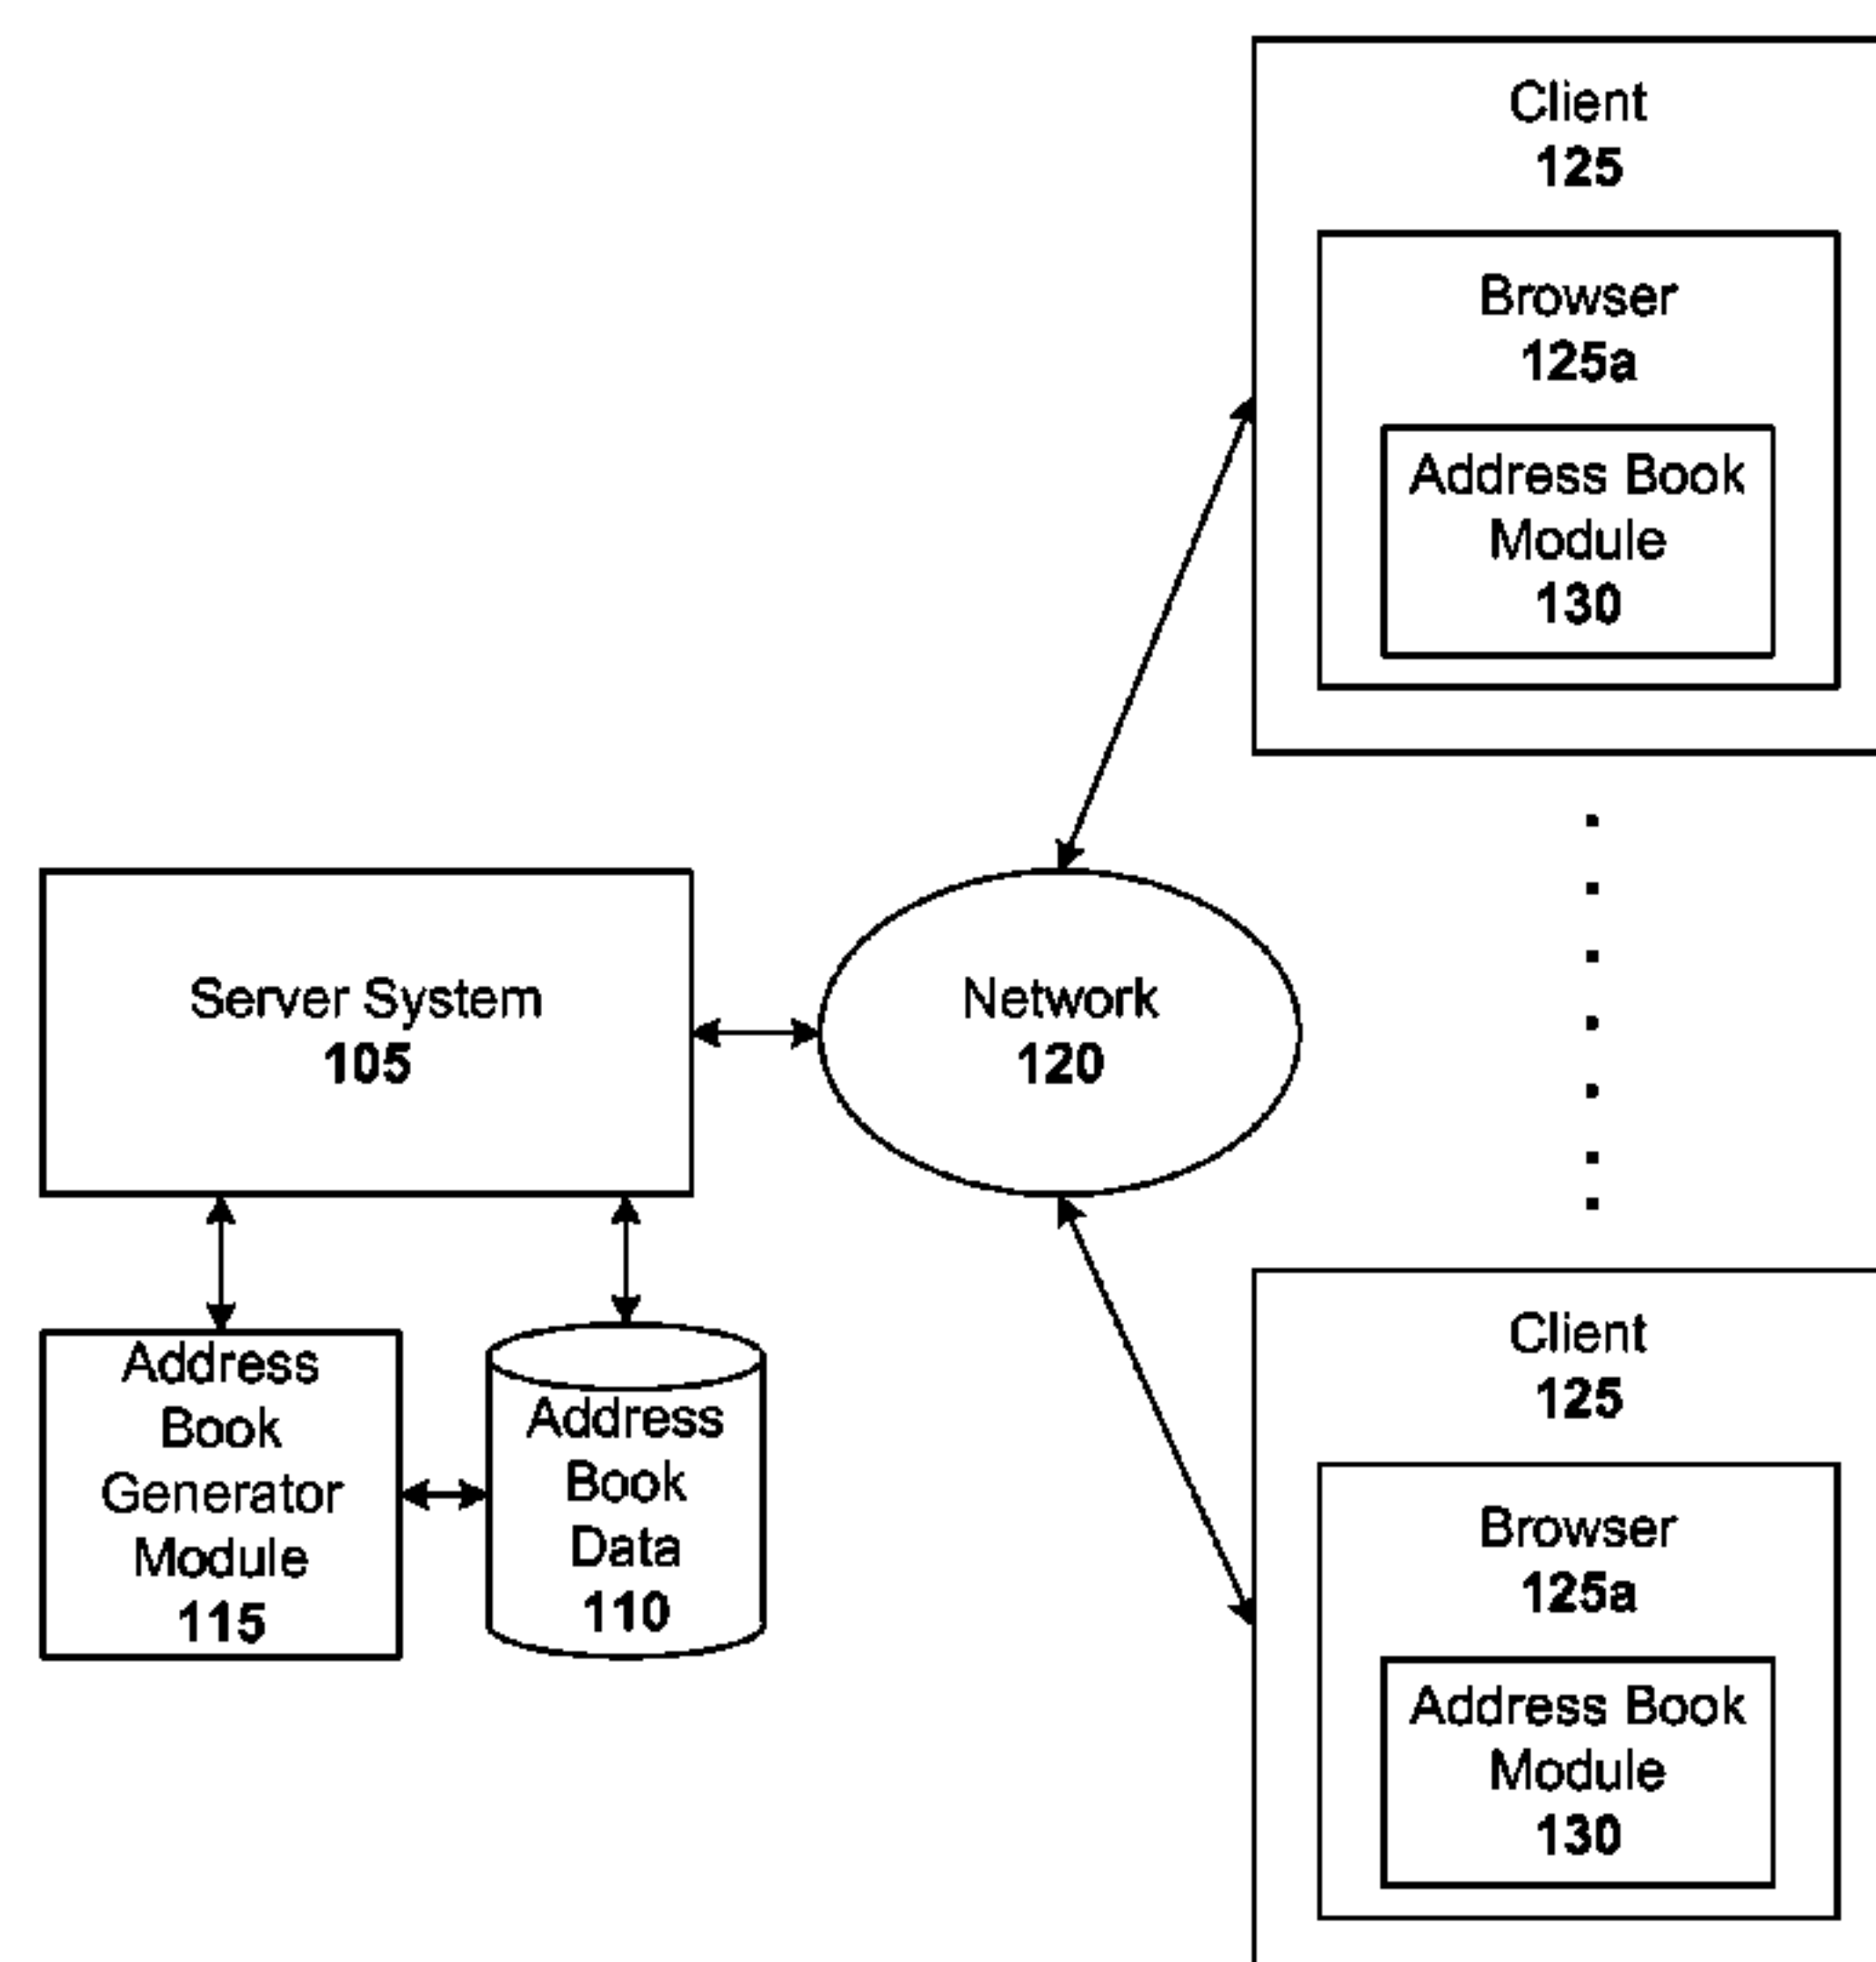 Client
125
Browser
125a
Address Book
Module
130
Server System
105
Network
120
Address
Book
Generator
Module
115
Address
Book
Data
110
Client
125
Browser
125a
Address Book
Module
130